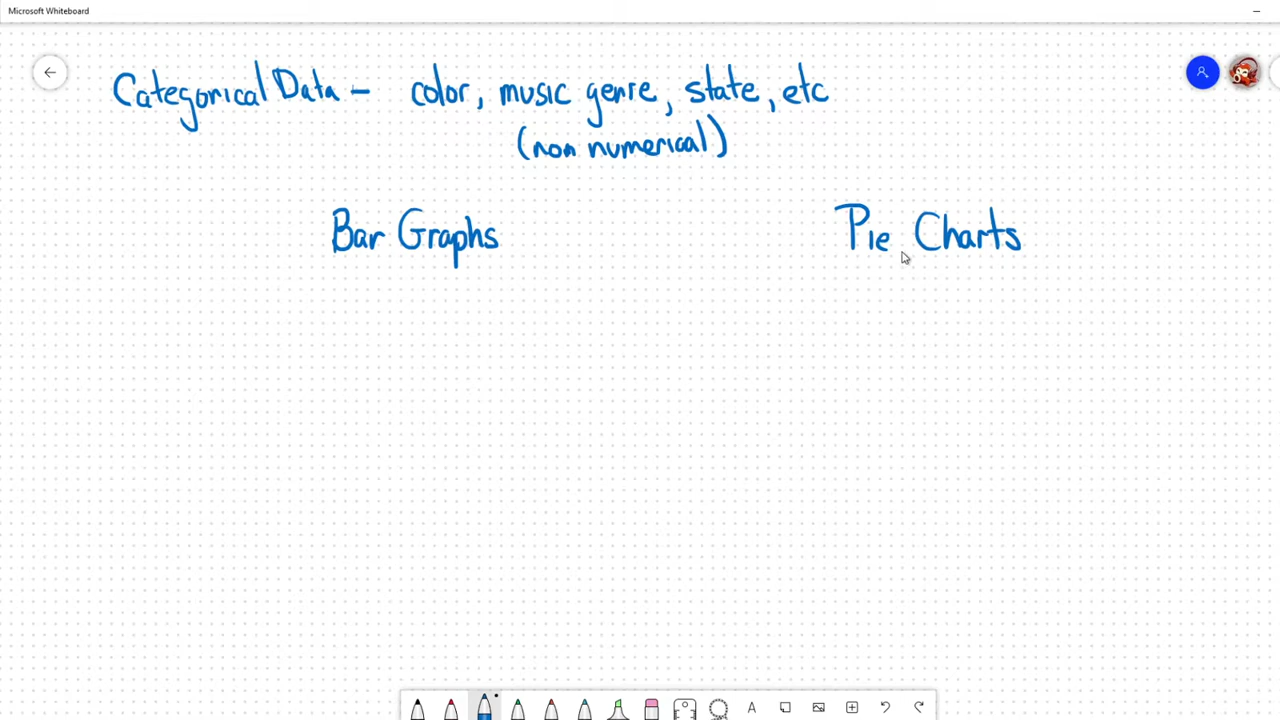 Microsoft Whiteboard
Categorical Data - color, music genre, state, etc
(non numerical)
Bar Graphs
Pie Charts